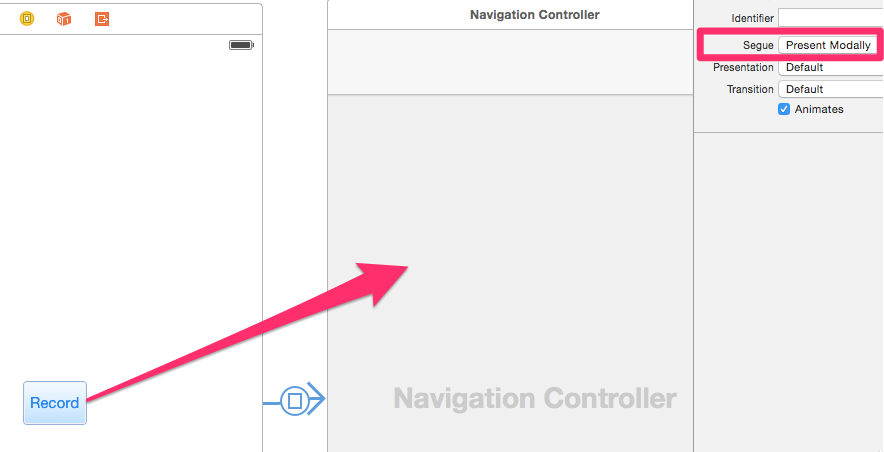 Navigation Controller
Identifier
Segue Present Modally
Presentation Default
Transition Default
Animates
Record
Navigation Controller